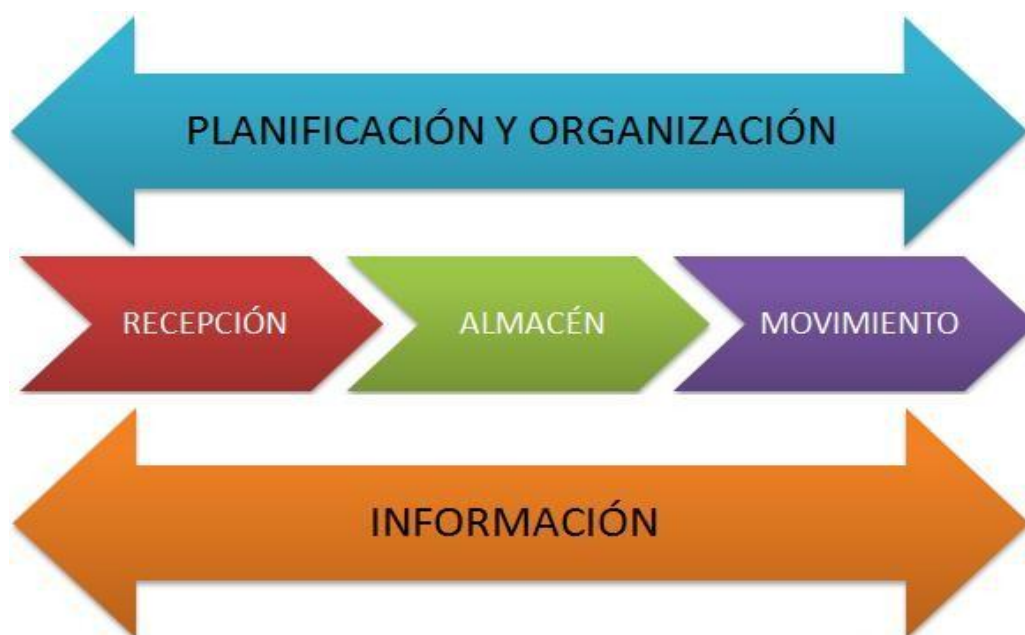 PLANIFICACIÓN Y ORGANIZACIÓN
RECEPCIÓN
ALMACÉN
MOVIMIENTO
INFORMACIÓN